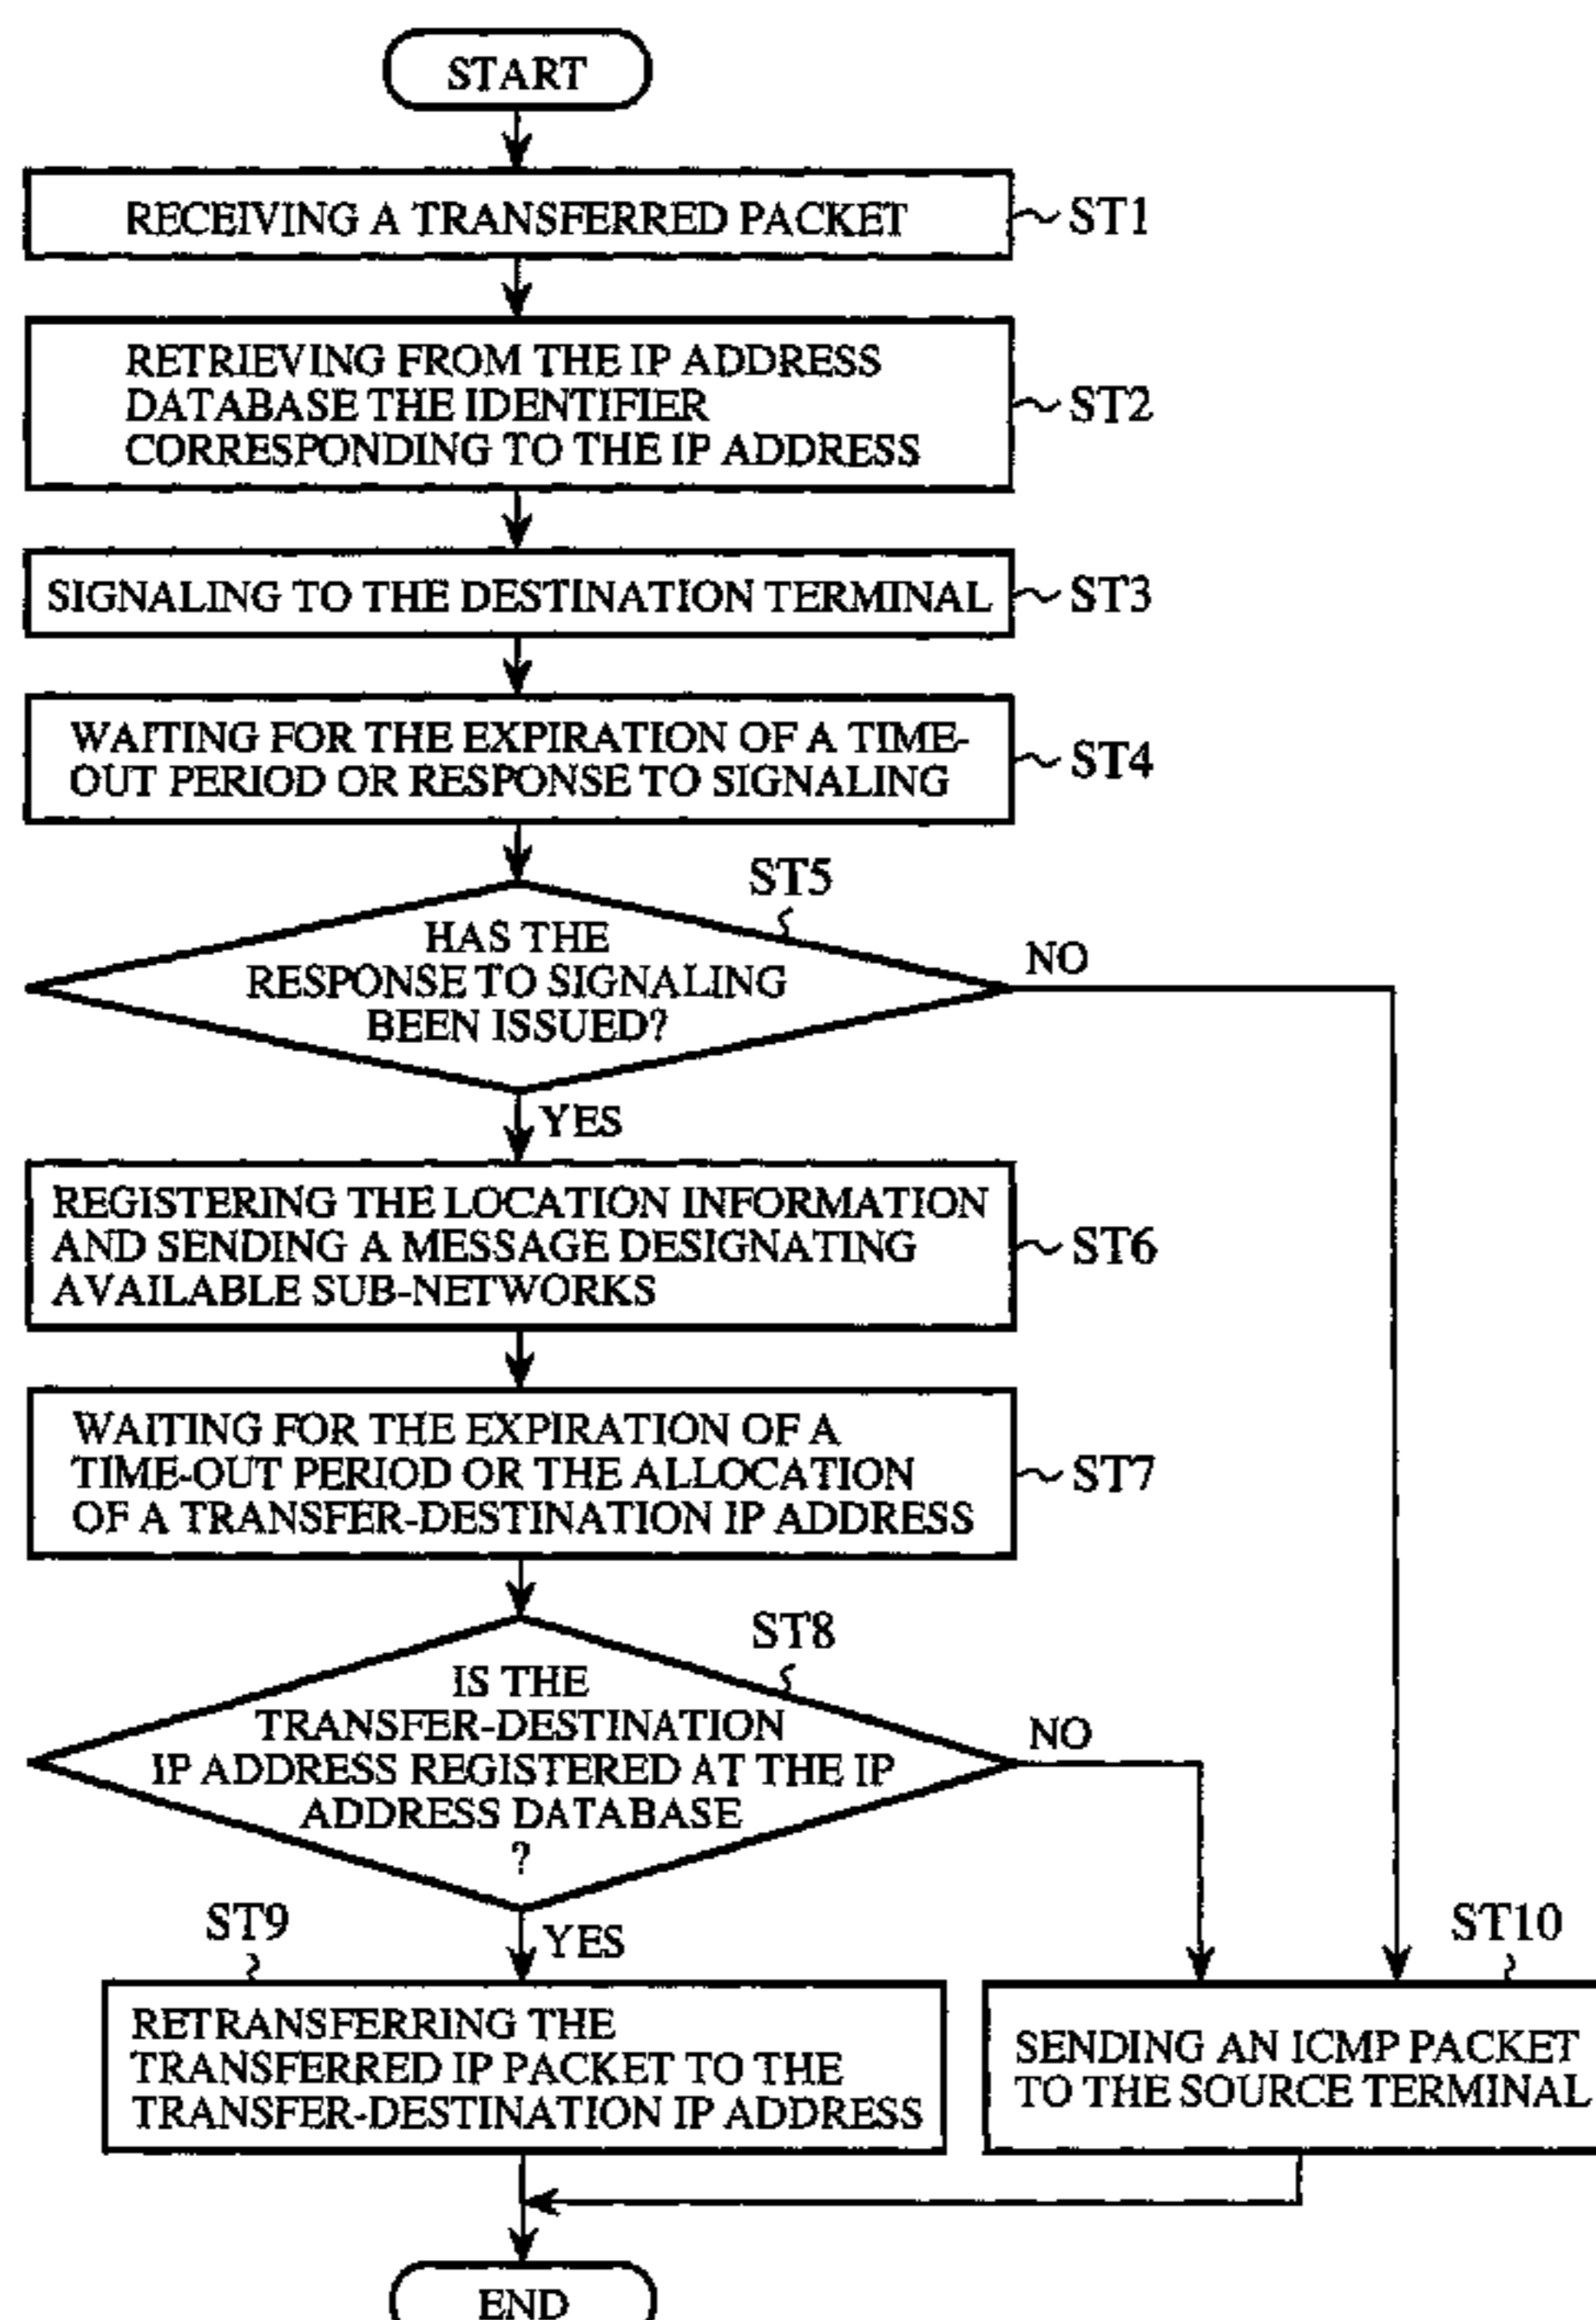 START
RECEIVING A TRANSFERRED PACKET
ST1
RETRIEVING FROM THE IP ADDRESS
DATABASE THE IDENTIFIER
CORRESPONDING TO THE IP ADDRESS
ST2
SIGNALING TO THE DESTINATION TERMINAL
ST3
WAITING FOR THE EXPIRATION OF A TIME-
OUT PERIOD OR RESPONSE TO SIGNALING
ST4
ST5
HAS THE
RESPONSE TO SIGNALING
BEEN ISSUED?
NO
YES
REGISTERING THE LOCATION INFORMATION
AND SENDING A MESSAGE DESIGNATING
AVAILABLE SUB-NETWORKS
ST6
WAITING FOR THE EXPIRATION OF A
TIME-OUT PERIOD OR THE ALLOCATION
OF A TRANSFER-DESTINATION IP ADDRESS
ST7
ST8
IS THE
TRANSFER-DESTINATION
IP ADDRESS REGISTERED AT THE IP
ADDRESS DATABASE
?
NO
YES
ST9
RETRANSFERRING THE
TRANSFERRED IP PACKET TO THE
TRANSFER-DESTINATION IP ADDRESS
ST10
SENDING AN ICMP PACKET
TO THE SOURCE TERMINAL
END